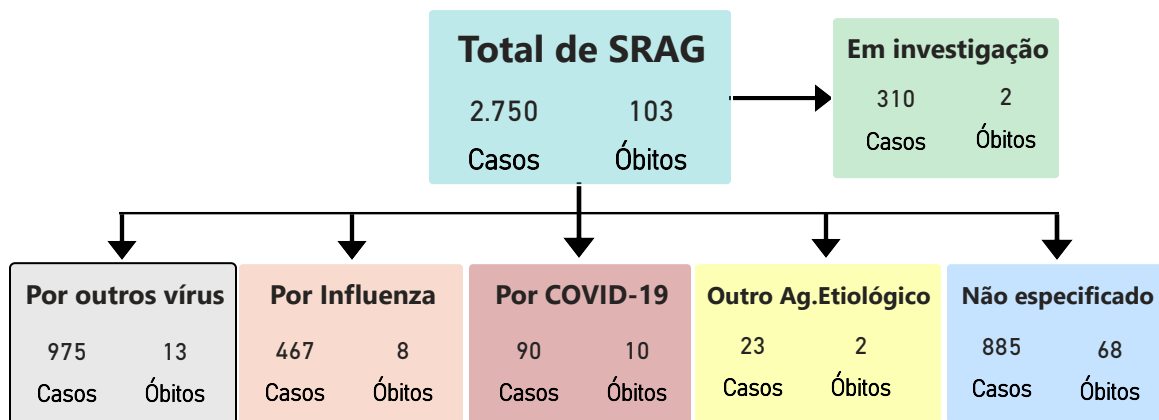 Total de SRAG
2.750 103
Casos Óbitos
Em investigação
310 2
Casos Óbitos
Por outros vírus
975 13
Casos Óbitos
Por Influenza
467 8
Casos Óbitos
Por COVID-19
90 10
Casos Óbitos
Outro Ag.Etiológico
23 2
Casos Óbitos
Não especificado
885 68
Casos Óbitos